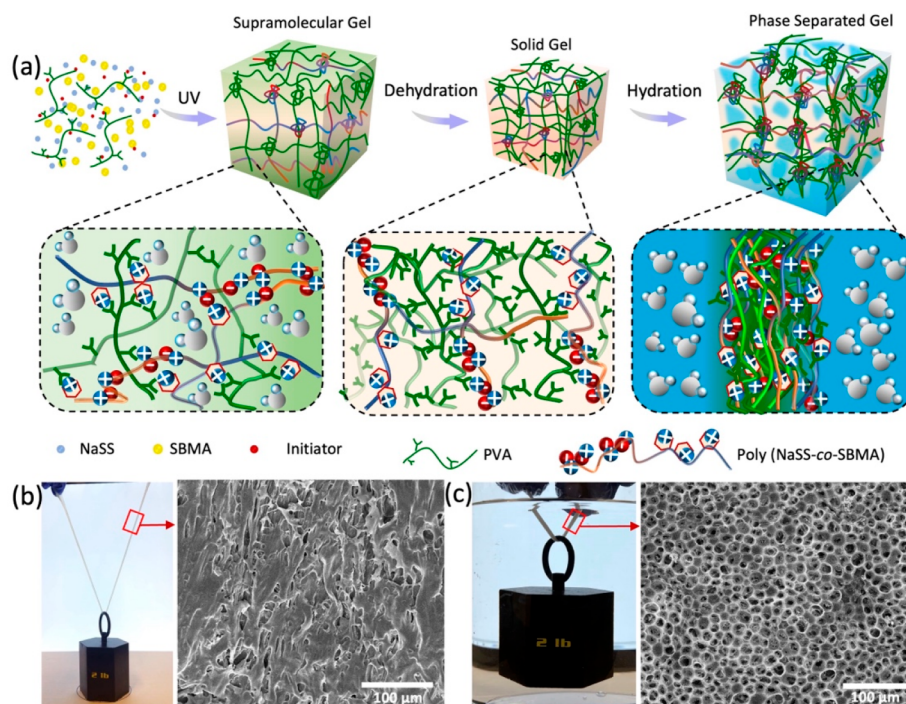 Supramolecular Gel
Phase Separated Gel
Solid Gel
(a)
UV
Dehydration
Hydration
NaSS
SBMA
Initiator
PVA
Poly (NaSS-co-SBMA)
(b)
(c)
2 lb
100 μm
2 lb
100 μm